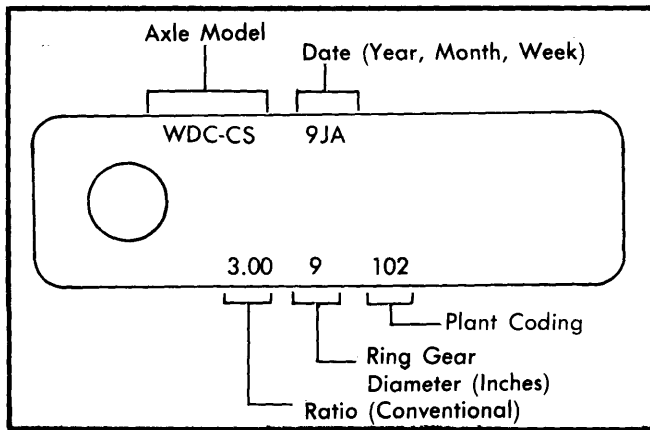 Axle Model
Date (Year, Month, Week)
WDC-CS 9JA
3.00 9 102
Plant Coding
Ring Gear
Diameter (Inches)
Ratio (Conventional)